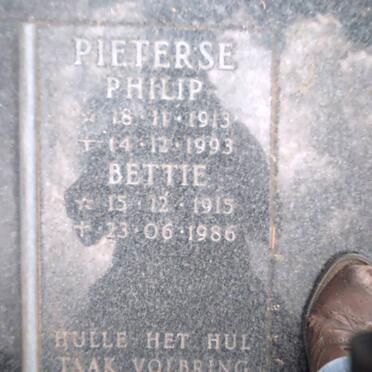 PIETERSE
PHILIP
☆ 18·11·1913
✝ 14·12·1993
BETTIE
☆ 15·12·1915
✝ 23·06·1986
HULLE HET HUL
TAAK VOLBRING